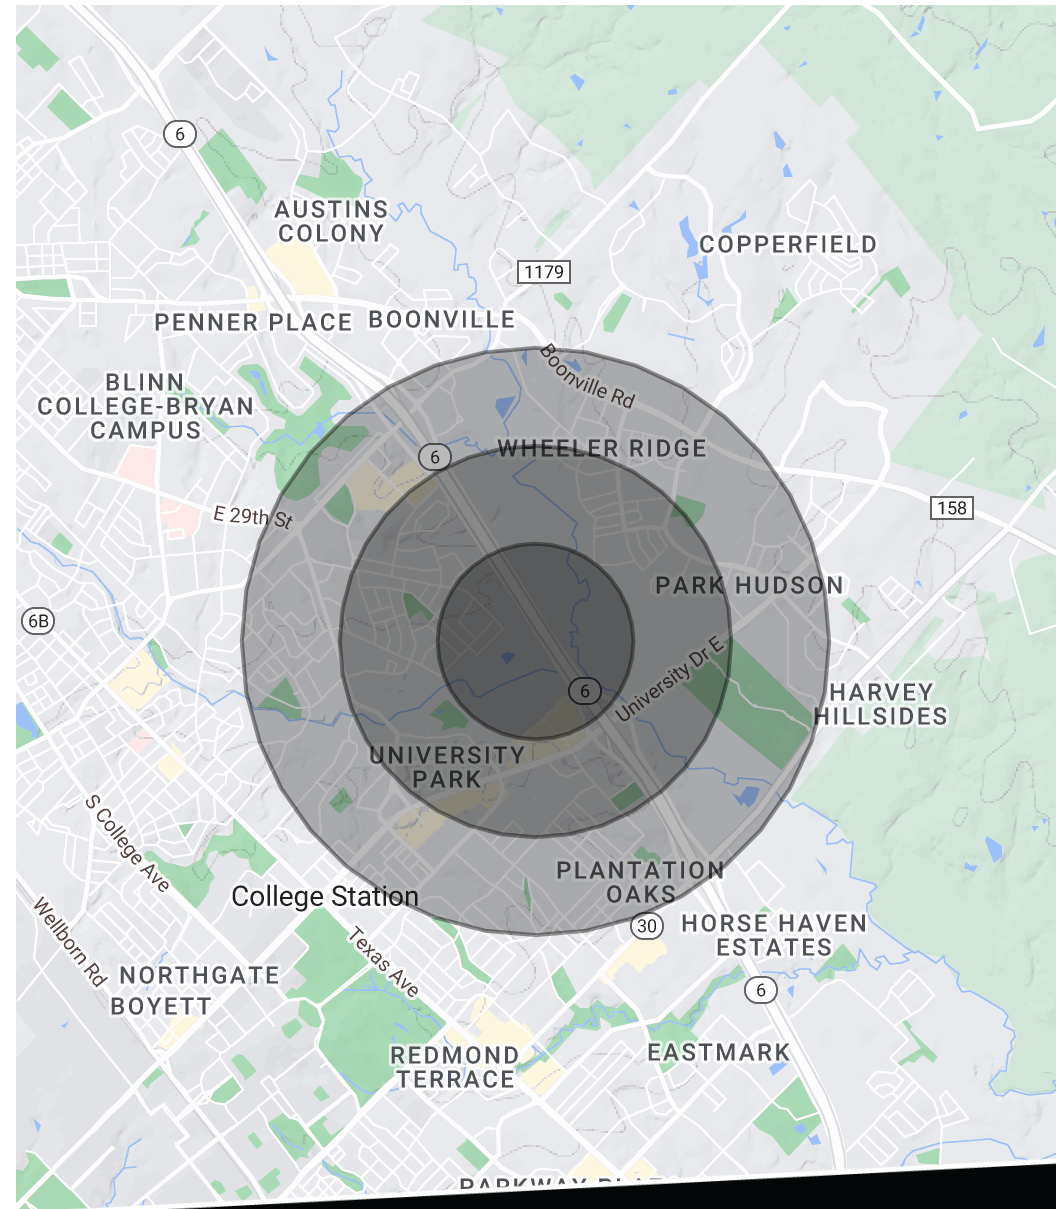 6
AUSTINS
COLONY
COPPERFIELD
1179
PENNER PLACE
BOONVILLE
Boonville Rd
BLINN
COLLEGE-BRYAN
CAMPUS
WHEELER RIDGE
6
158
E 29th St
PARK HUDSON
6B
University Dr E
6
HARVEY
HILLSIDES
UNIVERSITY
PARK
S College Ave
PLANTATION
OAKS
College Station
30
HORSE HAVEN
ESTATES
Wellborn Rd
Texas Ave
NORTHGATE
BOYETT
6
REDMOND
TERRACE
EASTMARK
PARKWAY